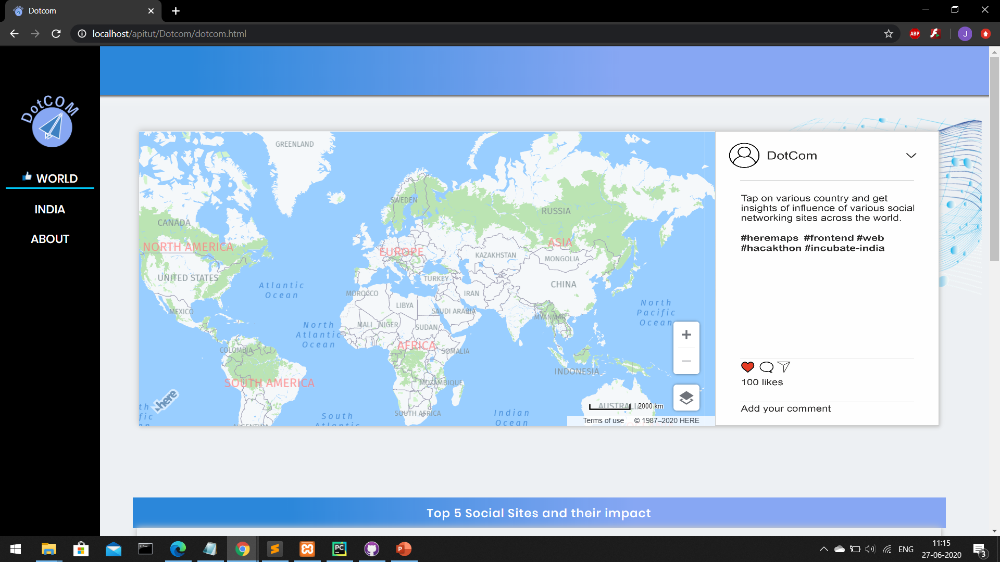 Dotcom
localhost/apitut/Dotcom/dotcom.html
ABP
J
DotCOM
WORLD
INDIA
ABOUT
GREENLAND
SWEDEN
RUSSIA
CANADA
NORTH AMERICA
EUROPE
ASIA
KAZAKHSTAN
MONGOLIA
UNITED STATES
TURKEY
CHINA
Atlantic
Ocean
MOROCCO
IRAN
LIBYA
North
Pacific
Ocean
MEXICO
SAUDI ARABIA
MYANMAR
North
Atlantic
Ocean
MALI
NIGER
SUDAN
AFRICA
COLOMBIA
SOMALIA
INDONESIA
SOUTH AMERICA
MOZAMBIQUE
here
AUSTRALIA
2000 km
SOUTH AFRICA
South
Atlantic
Indian
Ocean
ARGENTINA
Terms of use © 1987–2020 HERE
DotCom
Tap on various country and get
insights of influence of various social
networking sites across the world.
#heremaps #frontend #web
#hacakthon #incubate-india
100 likes
Add your comment
Top 5 Social Sites and their impact
PC
P
ENG
11:15
27-06-2020
3